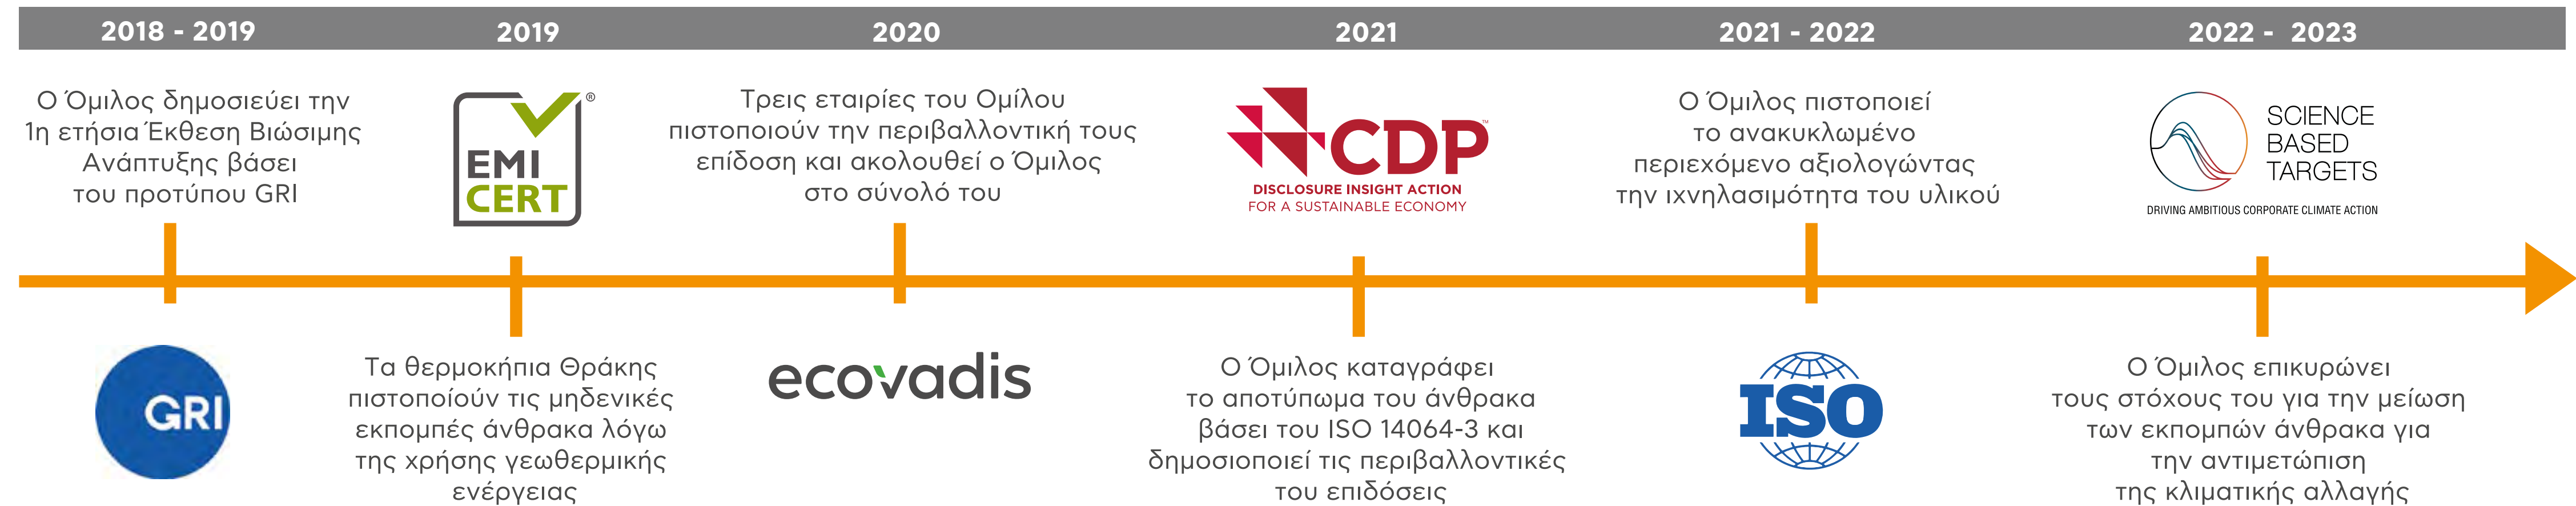 2018 - 2019
2019
2020
2021
2021 - 2022
2022 - 2023
Ο Όμιλος δημοσιεύει την
1η ετήσια Έκθεση Βιώσιμης
Ανάπτυξης βάσει
του προτύπου GRI
GRI
EMI
CERT
®
Τα θερμοκήπια Θράκης
πιστοποίούν τις μηδενικές
εκπομπές άνθρακα λόγω
της χρήσης γεωθερμικής
ενέργειας
Τρεις εταιρίες του Ομίλου
πιστοποιούν την περιβαλλοντική τους
επίδοση και ακολουθεί ο Όμιλος
στο σύνολό του
ecovadis
CDP™
DISCLOSURE INSIGHT ACTION
FOR A SUSTAINABLE ECONOMY
Ο Όμιλος καταγράφει
το αποτύπωμα του άνθρακα
βάσει του ISO 14064-3 και
δημοσιοποιεί τις περιβαλλοντικές
του επιδόσεις
Ο Όμιλος πιστοποιεί
το ανακυκλωμένο
περιεχόμενο αξιολογώντας
την ιχνηλασιμότητα του υλικού
ISO
SCIENCE
BASED
TARGETS
DRIVING AMBITIOUS CORPORATE CLIMATE ACTION
Ο Όμιλος επικυρώνει
τους στόχους του για την μείωση
των εκπομπών άνθρακα για
την αντιμετώπιση
της κλιματικής αλλαγής